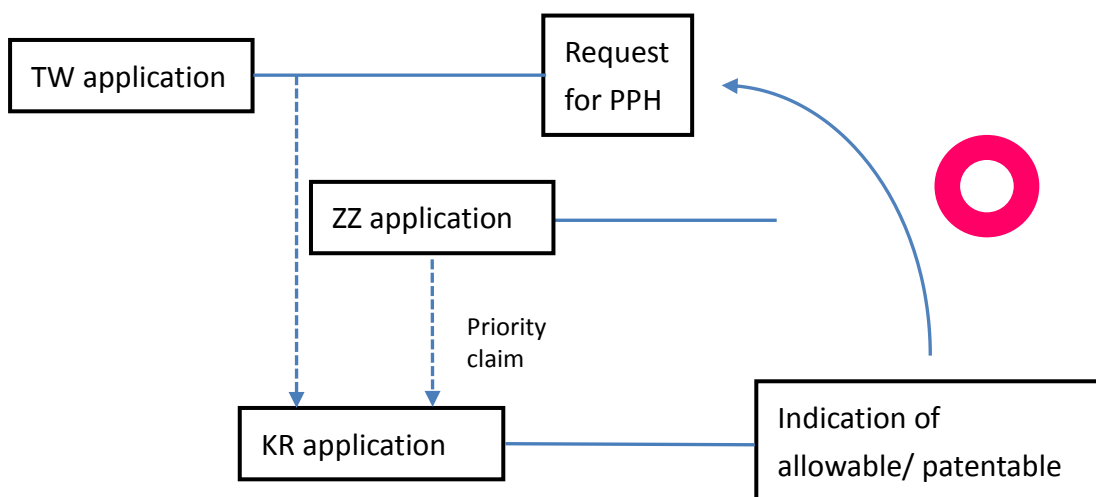 TW application
Request
for PPH
ZZ application
Priority
claim
KR application
Indication of
allowable/ patentable